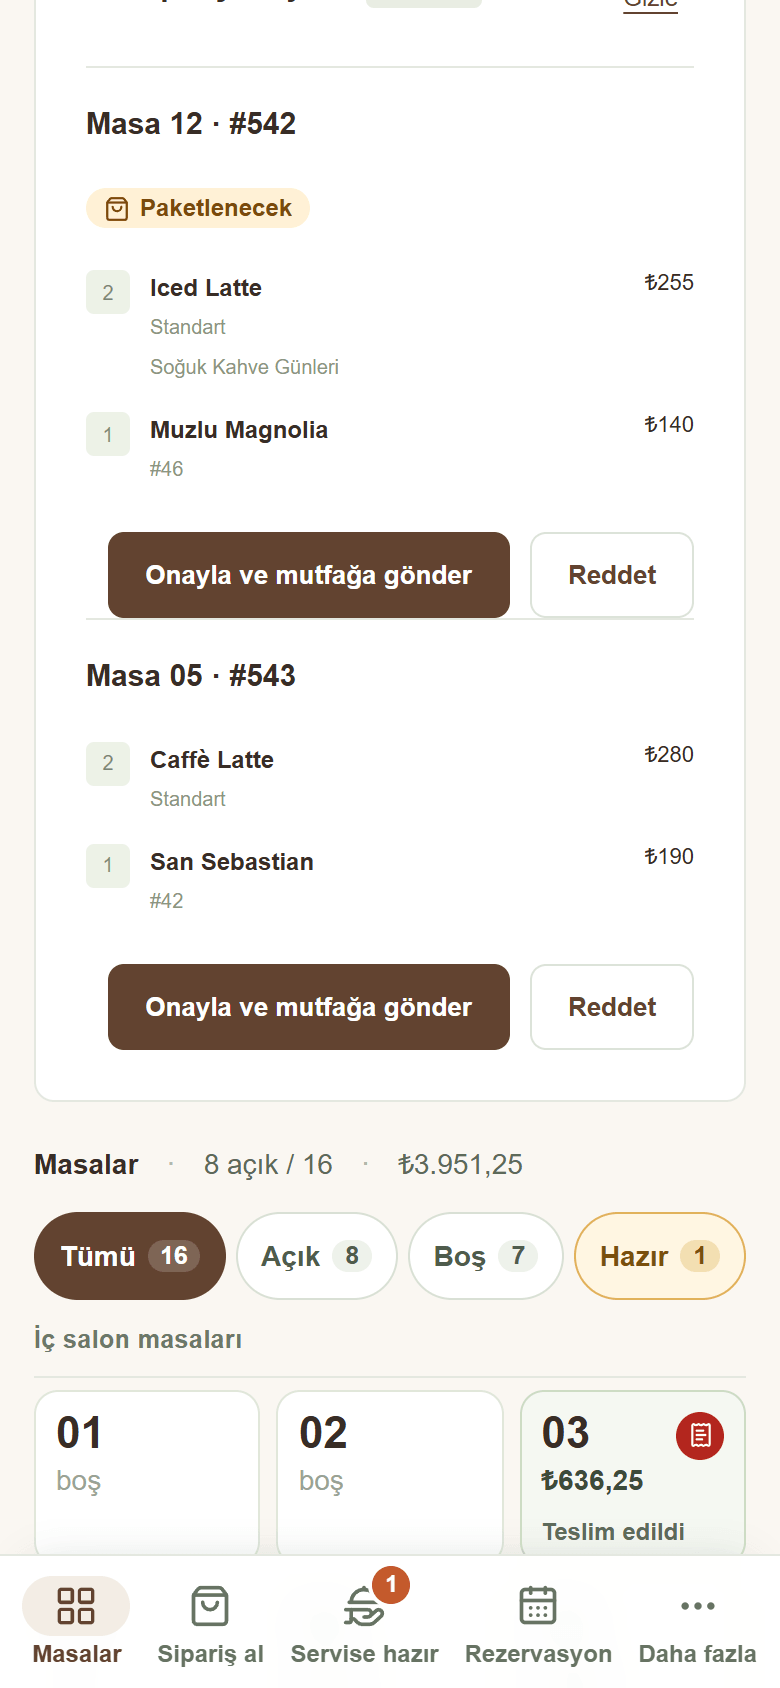 Gizle
Masa 12 · #542
Paketlenecek
2 Iced Latte ₺255
Standart
Soğuk Kahve Günleri
1 Muzlu Magnolia ₺140
#46
Onayla ve mutfağa gönder Reddet
Masa 05 · #543
2 Caffè Latte ₺280
Standart
1 San Sebastian ₺190
#42
Onayla ve mutfağa gönder Reddet
Masalar · 8 açık / 16 · ₺3.951,25
Tümü 16 Açık 8 Boş 7 Hazır 1
İç salon masaları
01 02 03
boş boş ₺636,25
Teslim edildi
1
Masalar Sipariş al Servise hazır Rezervasyon Daha fazla